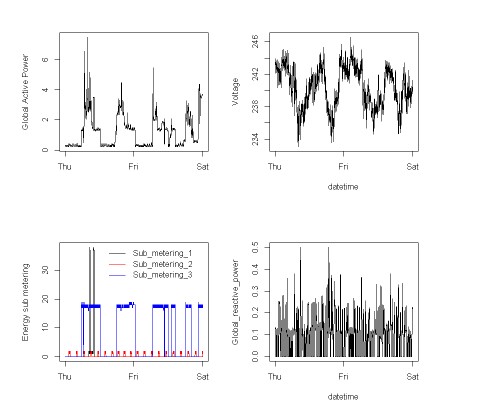 Global Active Power
0
2
4
6
Thu
Fri
Sat
Voltage
234
238
242
246
Thu
Fri
Sat
datetime
Energy sub metering
0
10
20
30
Thu
Fri
Sat
Sub_metering_1
Sub_metering_2
Sub_metering_3
Global_reactive_power
0.0
0.1
0.2
0.3
0.4
0.5
Thu
Fri
Sat
datetime